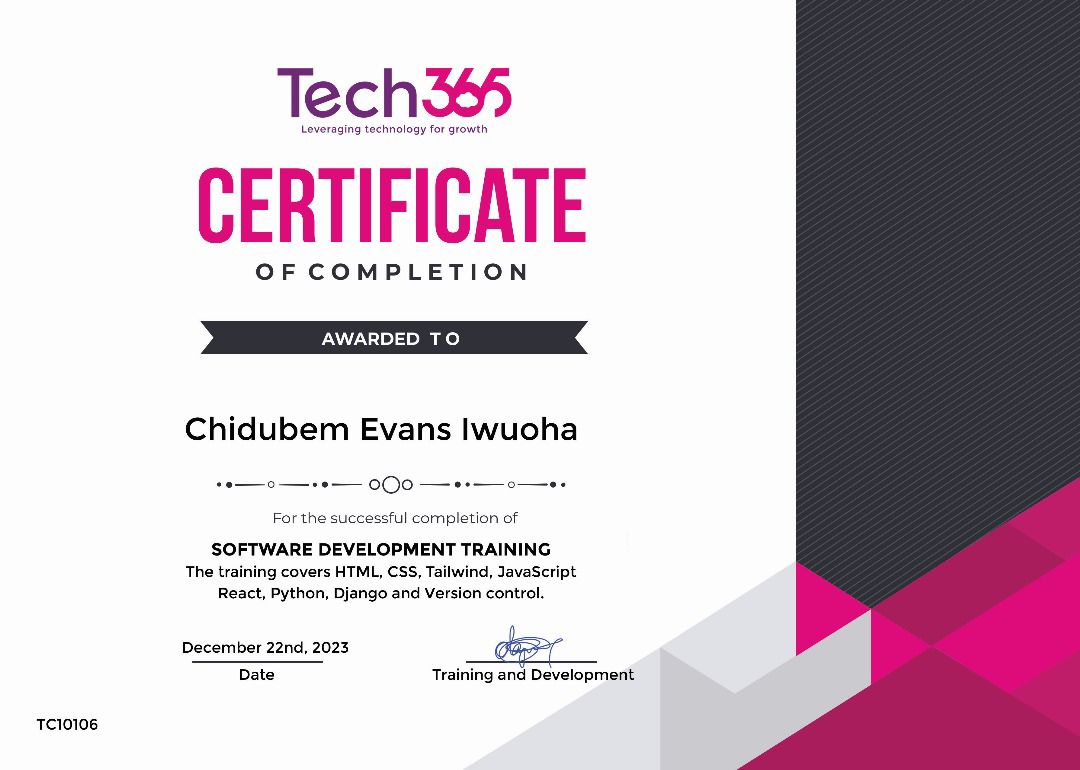 Tech365
Leveraging technology for growth
CERTIFICATE
OF COMPLETION
AWARDED TO
Chidubem Evans Iwuoha
For the successful completion of
SOFTWARE DEVELOPMENT TRAINING
The training covers HTML, CSS, Tailwind, JavaScript
React, Python, Django and Version control.
December 22nd, 2023
Date
Training and Development
TC10106